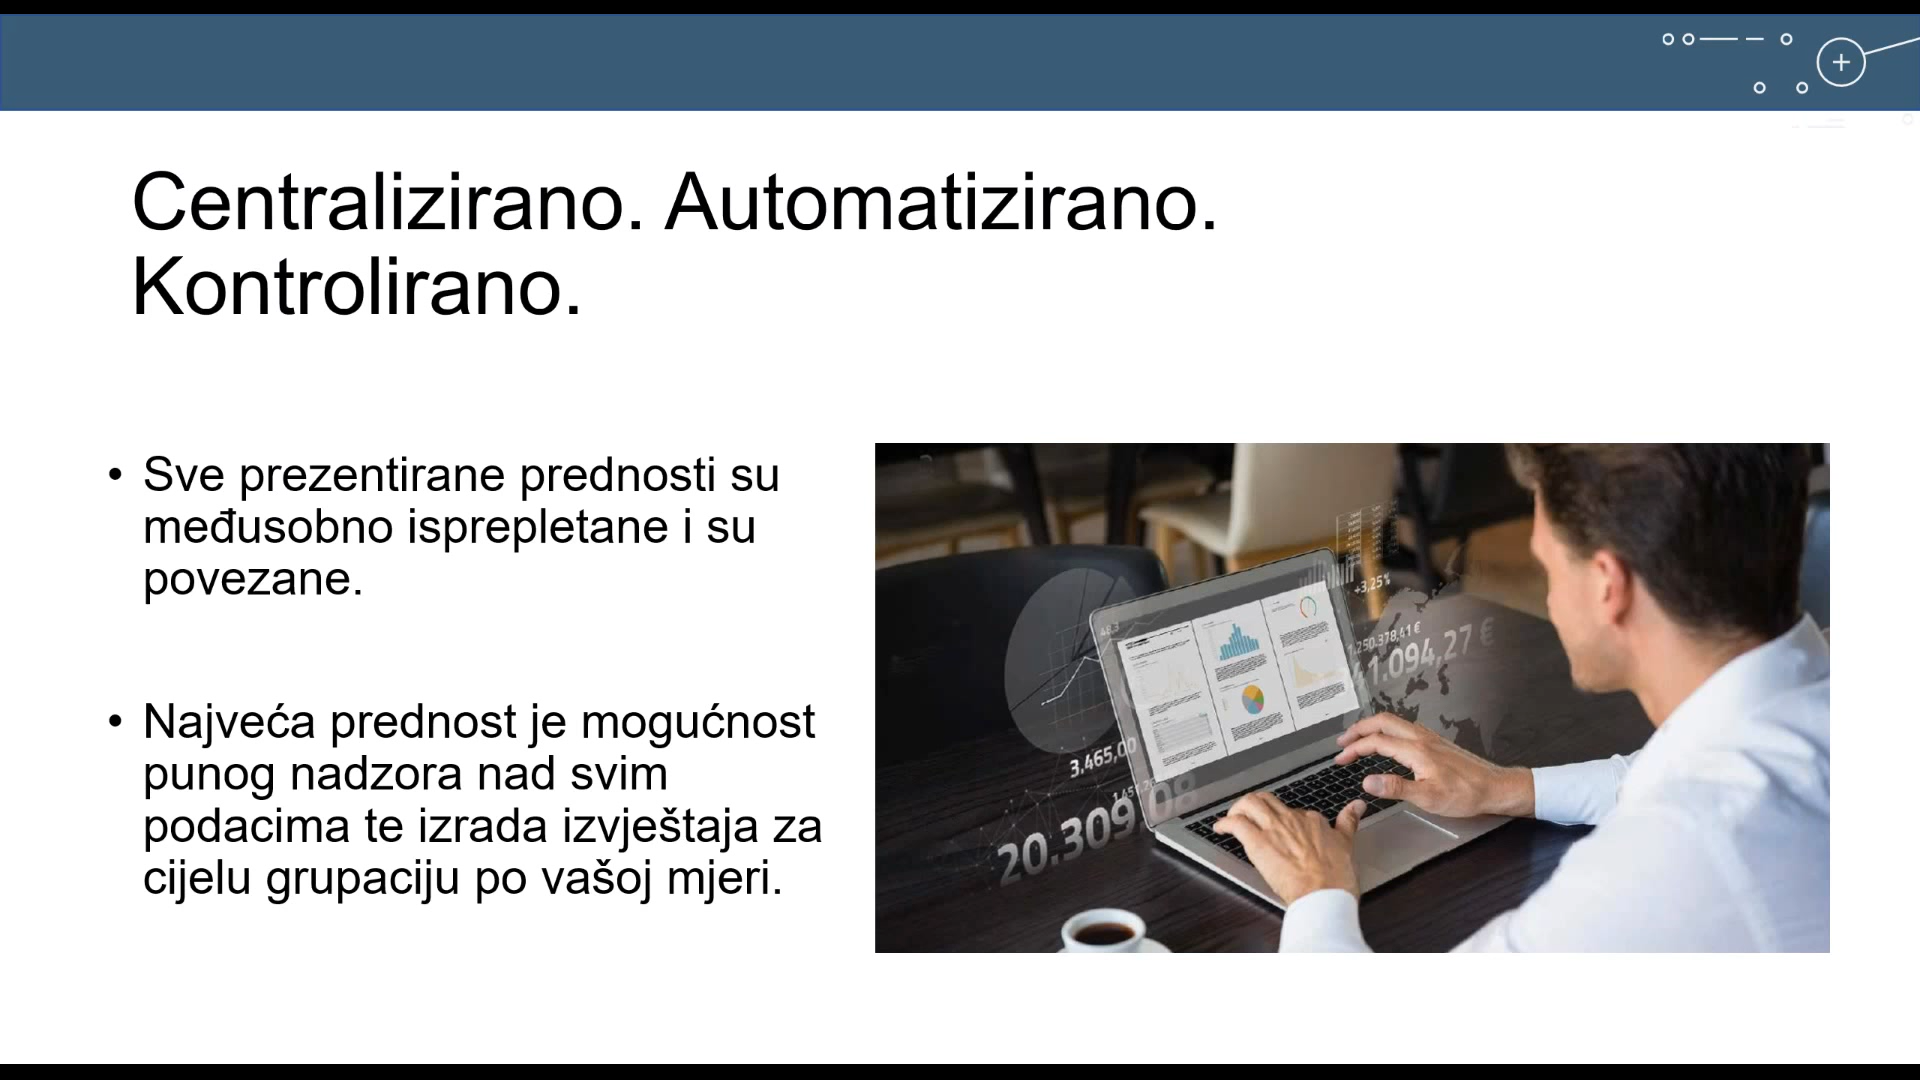 Centralizirano. Automatizirano.
Kontrolirano.
• Sve prezentirane prednosti su
međusobno isprepletane i su
povezane.
• Najveća prednost je mogućnost
punog nadzora nad svim
podacima te izrada izvještaja za
cijelu grupaciju po vašoj mjeri.
+3,25%
1.250.378,41 €
41.094,27 €
3.465,00
20.309,08